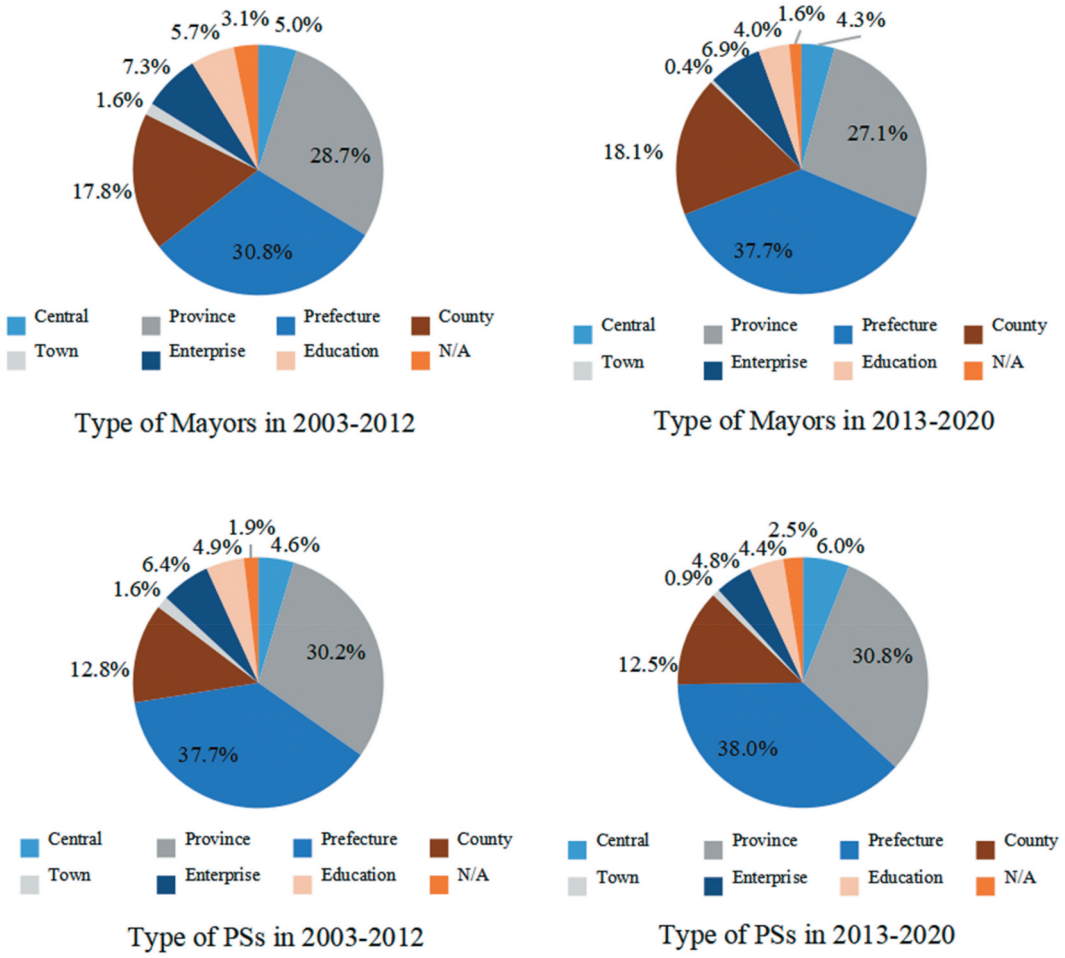 3.1%
5.0%
5.7%
7.3%
1.6%
28.7%
17.8%
30.8%
Central Province Prefecture County
Town Enterprise Education N/A
Type of Mayors in 2003-2012
1.6%
4.3%
4.0%
6.9%
0.4%
27.1%
18.1%
37.7%
Central Province Prefecture County
Town Enterprise Education N/A
Type of Mayors in 2013-2020
1.9%
4.6%
4.9%
6.4%
1.6%
30.2%
12.8%
37.7%
Central Province Prefecture County
Town Enterprise Education N/A
Type of PSs in 2003-2012
2.5%
6.0%
4.4%
4.8%
0.9%
30.8%
12.5%
38.0%
Central Province Prefecture County
Town Enterprise Education N/A
Type of PSs in 2013-2020